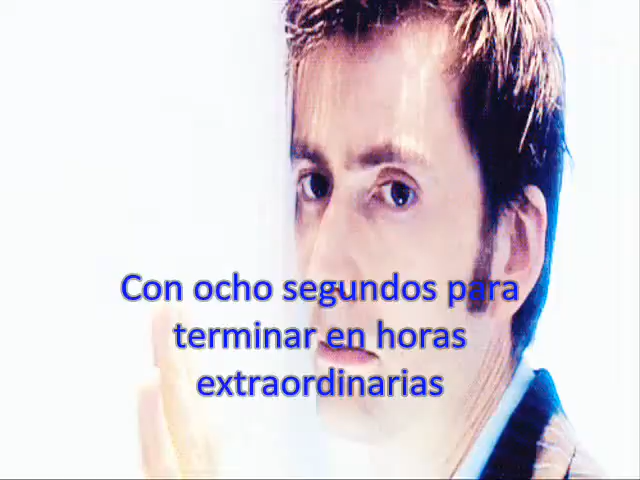 Con ocho segundos para
terminar en horas
extraordinarias